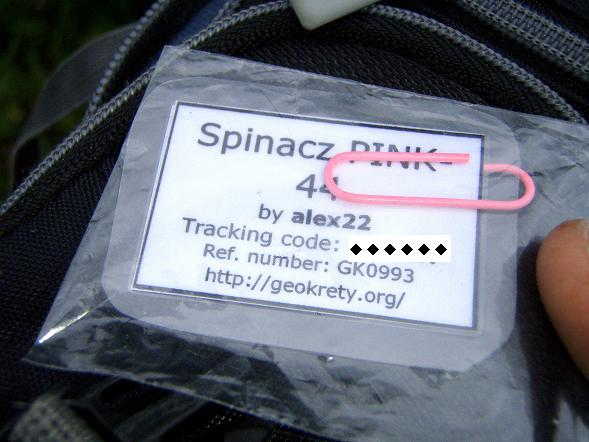 Spinacz PINK-
44
by alex22
Tracking code: ◆◆◆◆◆◆
Ref. number: GK0993
http://geokrety.org/